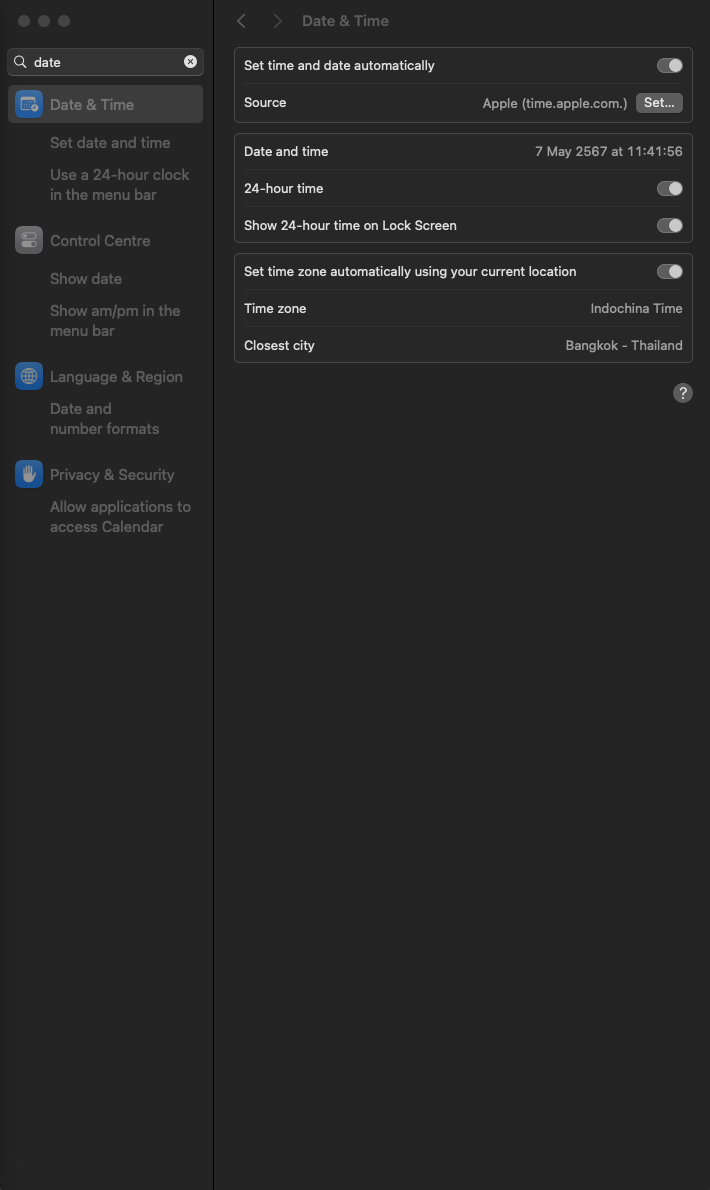 date
Date & Time
Set date and time
Use a 24-hour clock
in the menu bar
Control Centre
Show date
Show am/pm in the
menu bar
Language & Region
Date and
number formats
Privacy & Security
Allow applications to
access Calendar
Date & Time
Set time and date automatically
Source Apple (time.apple.com.) Set...
Date and time 7 May 2567 at 11:41:56
24-hour time
Show 24-hour time on Lock Screen
Set time zone automatically using your current location
Time zone Indochina Time
Closest city Bangkok - Thailand
?